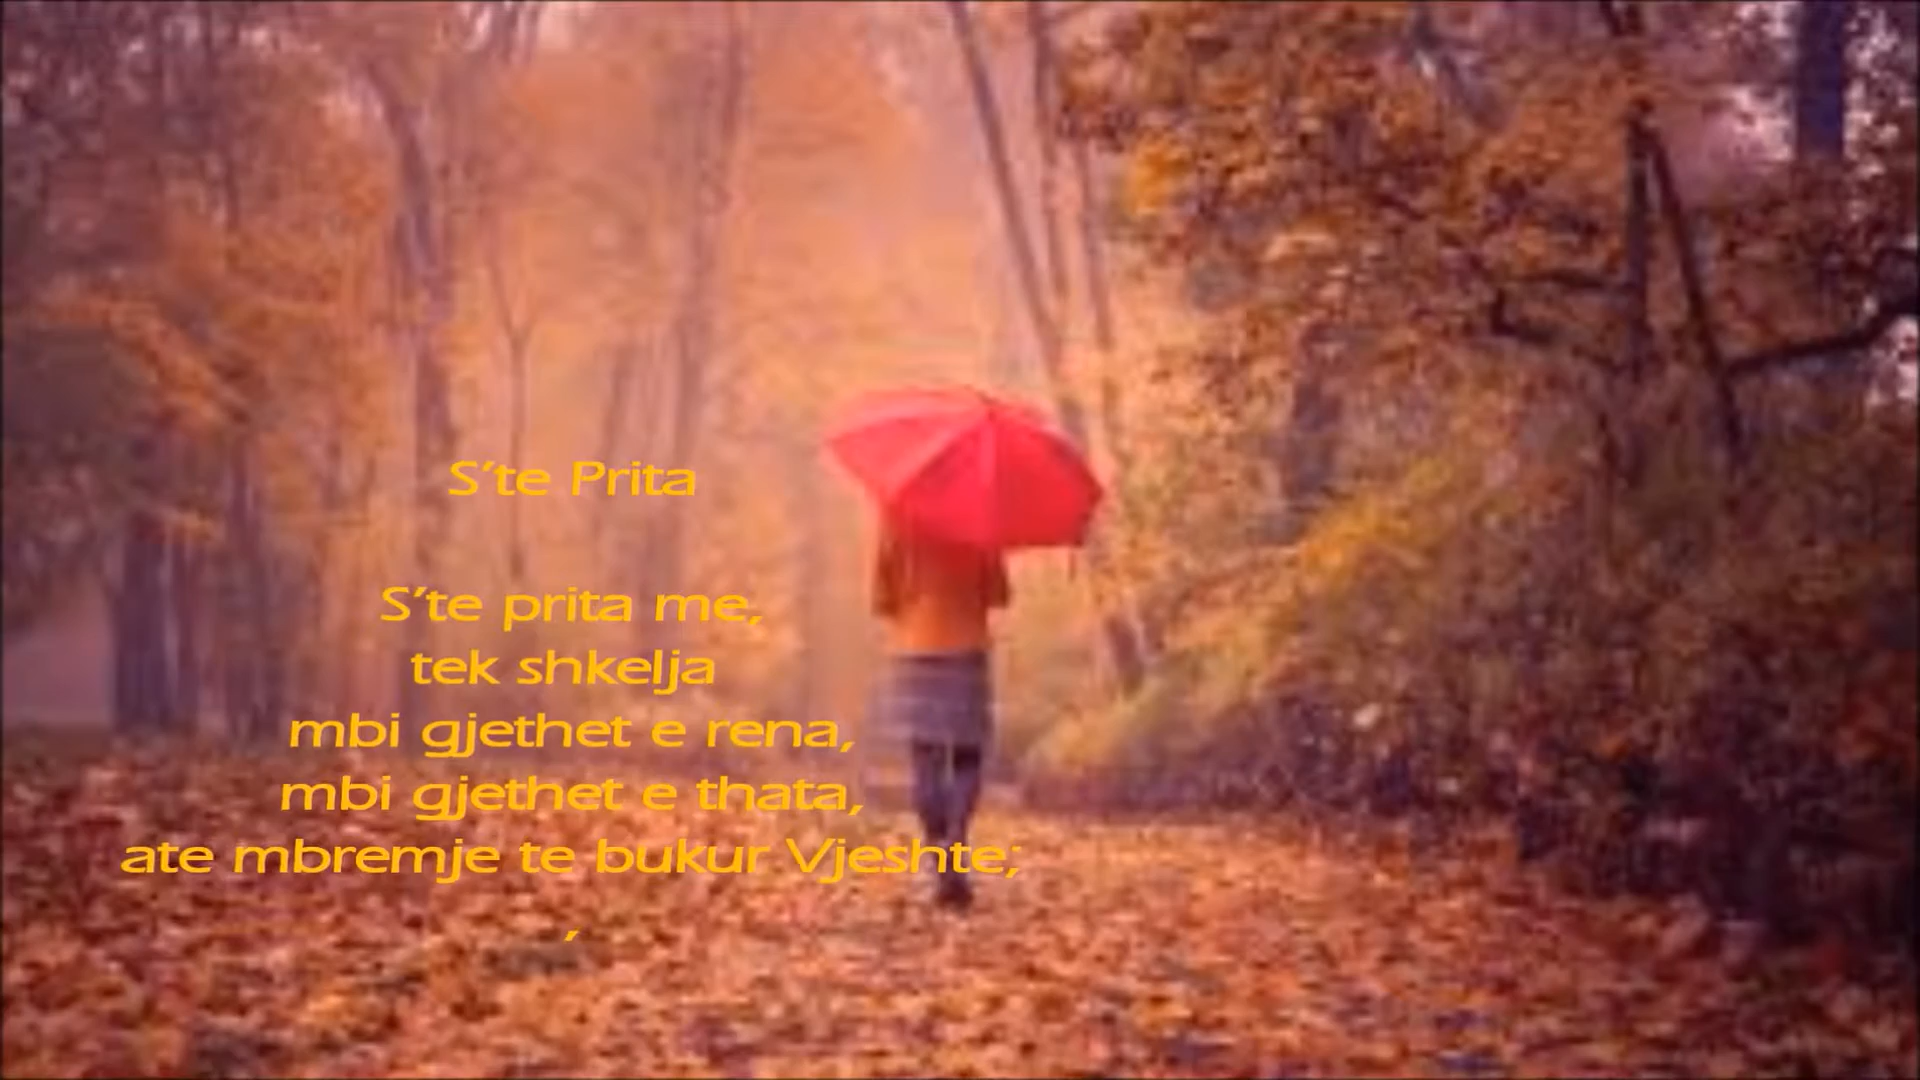 S'te Prita
S'te prita me,
tek shkelja
mbi gjethet e rena,
mbi gjethet e thata,
ate mbremje te bukur Vjeshte;
,